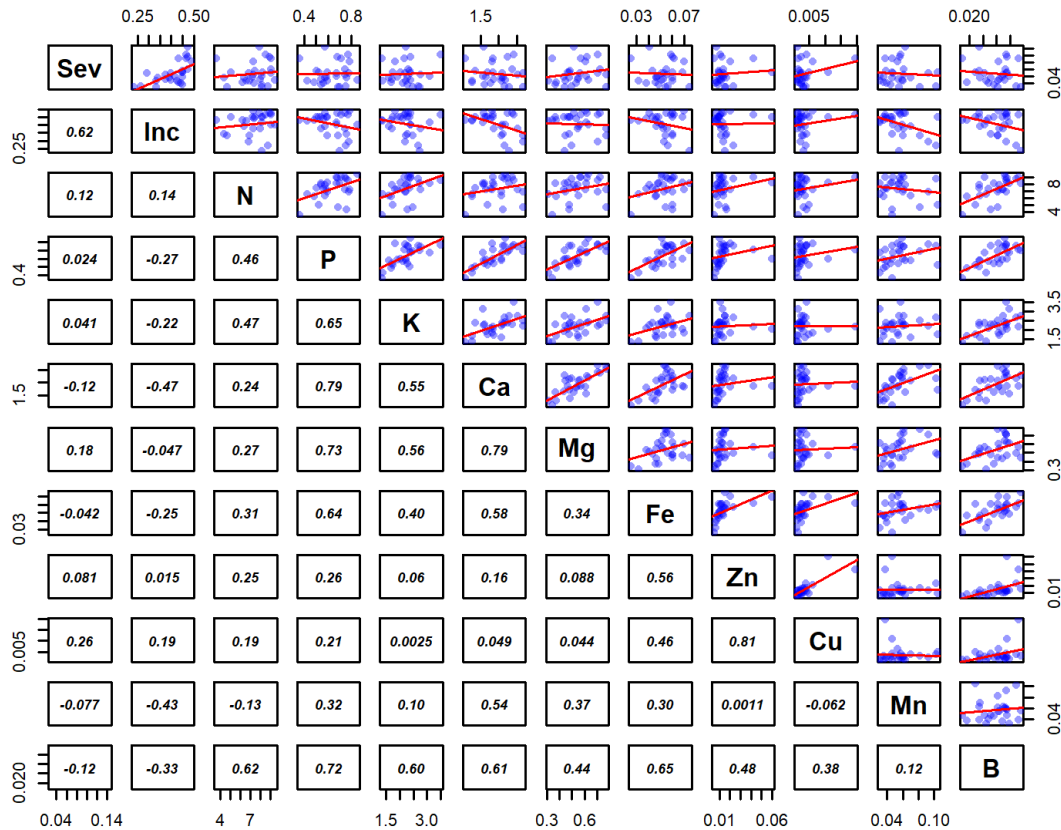 0.25 0.50 0.4 0.8 1.5 0.03 0.07 0.005 0.020
Sev 0.04
0.25 0.62 Inc
0.12 0.14 N 4 8
0.4 0.024 -0.27 0.46 P
0.041 -0.22 0.47 0.65 K 1.5 3.5
1.5 -0.12 -0.47 0.24 0.79 0.55 Ca
0.18 -0.047 0.27 0.73 0.56 0.79 Mg 0.3
0.03 -0.042 -0.25 0.31 0.64 0.40 0.58 0.34 Fe
0.081 0.015 0.25 0.26 0.06 0.16 0.088 0.56 Zn 0.01
0.005 0.26 0.19 0.19 0.21 0.0025 0.049 0.044 0.46 0.81 Cu
-0.077 -0.43 -0.13 0.32 0.10 0.54 0.37 0.30 0.0011 -0.062 Mn 0.04
0.020 -0.12 -0.33 0.62 0.72 0.60 0.61 0.44 0.65 0.48 0.38 0.12 B
0.04 0.14 4 7 1.5 3.0 0.3 0.6 0.01 0.06 0.04 0.10